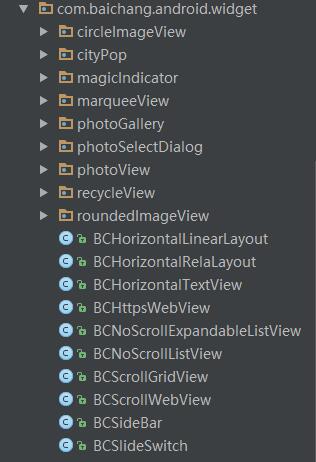 com.baichang.android.widget
circleImageView
cityPop
magicIndicator
marqueeView
photoGallery
photoSelectDialog
photoView
recycleView
roundedImageView
BCHorizontalLinearLayout
BCHorizontalRelaLayout
BCHorizontalTextView
BCHttpsWebView
BCNoScrollExpandableListView
BCNoScrollListView
BCScrollGridView
BCScrollWebView
BCSideBar
BCSlideSwitch